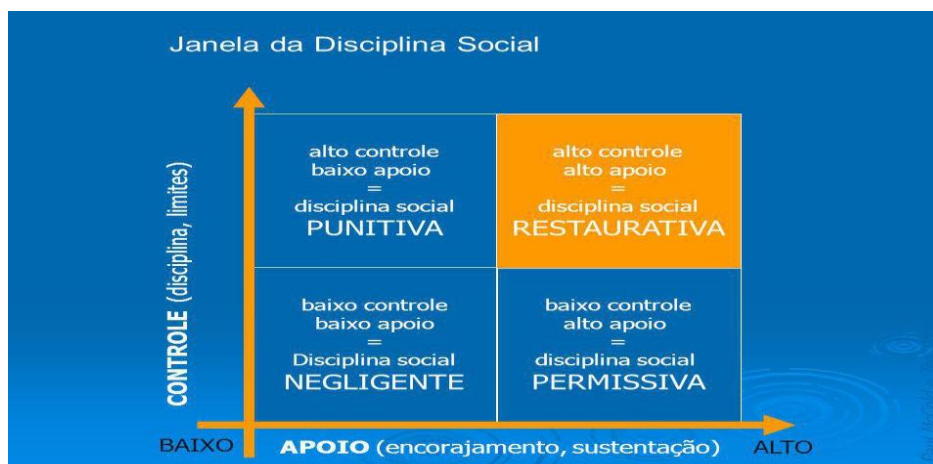 Janela da Disciplina Social
CONTROLE (disciplina, limites)
alto controle
baixo apoio
=
disciplina social
PUNITIVA
alto controle
alto apoio
=
disciplina social
RESTAURATIVA
baixo controle
baixo apoio
=
Disciplina social
NEGLIGENTE
baixo controle
alto apoio
=
disciplina social
PERMISSIVA
BAIXO
APOIO (encorajamento, sustentação)
ALTO